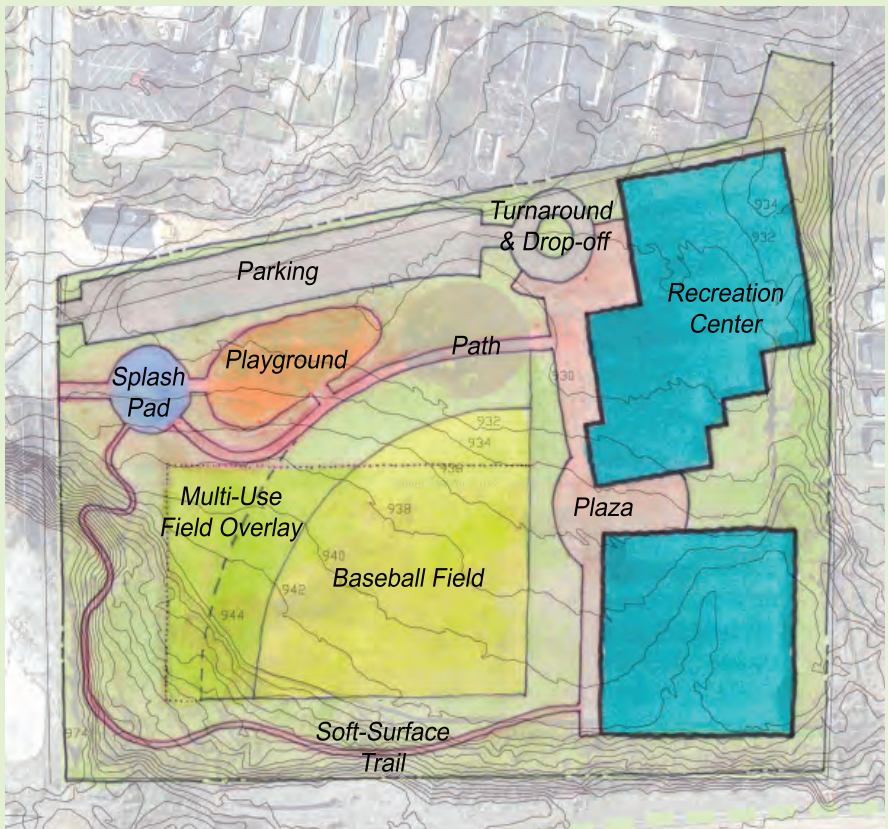 Turnaround
& Drop-off
934
932
Parking
Recreation
Center
Path
Playground
Splash
Pad
930
932
934
936
Multi-Use
Field Overlay
938
Plaza
940
Baseball Field
942
944
Soft-Surface
Trail
974